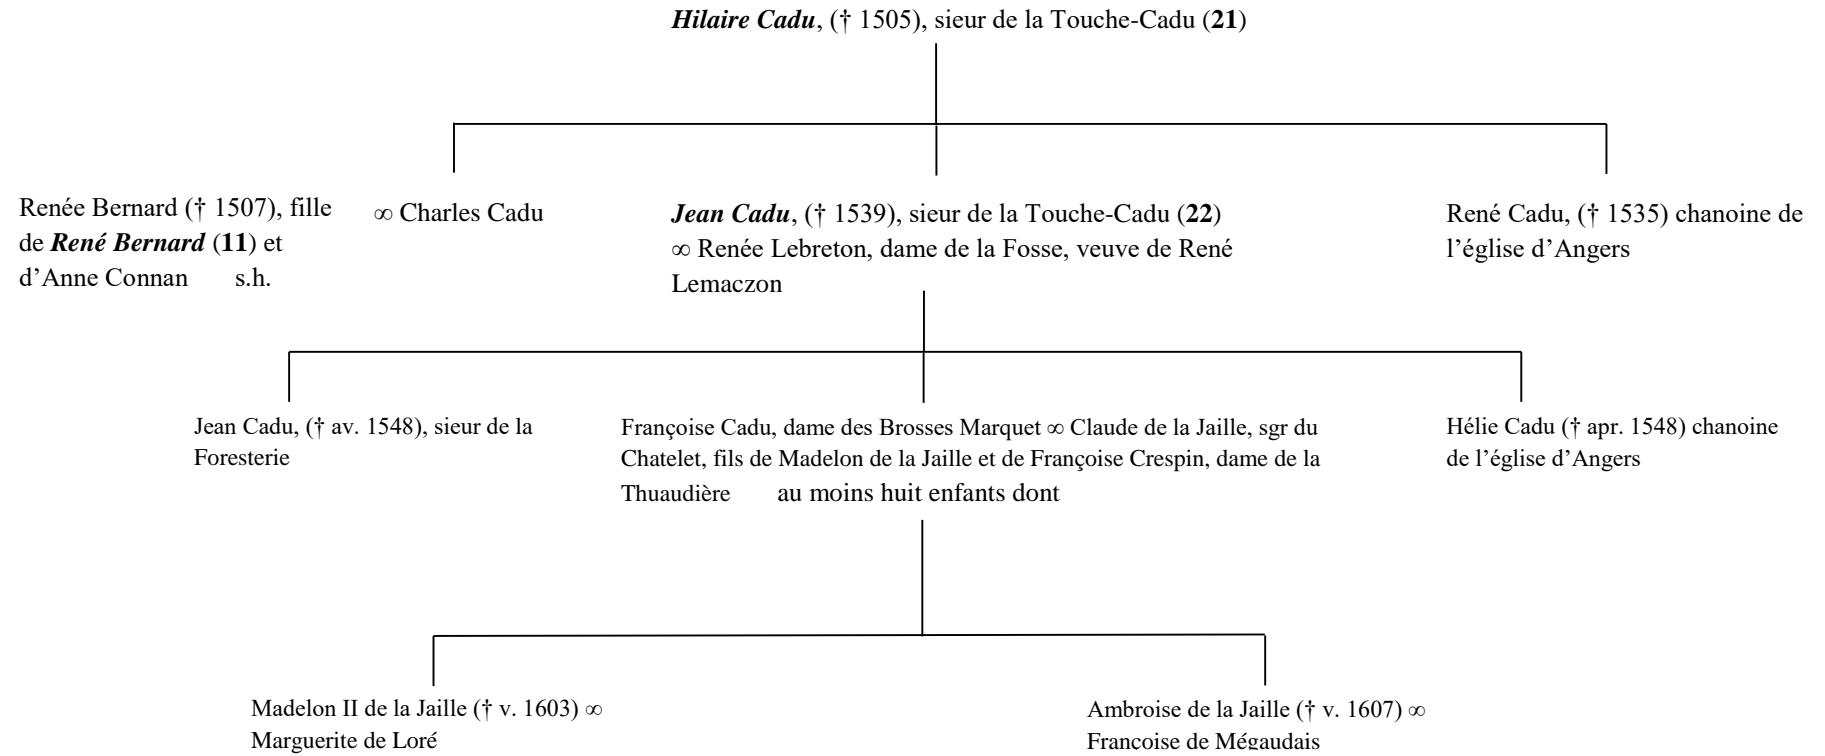 Hilaire Cadu, († 1505), sieur de la Touche-Cadu (21)
Renée Bernard († 1507), fille
de René Bernard (11) et
d’Anne Connan s.h.
∞ Charles Cadu
Jean Cadu, († 1539), sieur de la Touche-Cadu (22)
∞ Renée Lebreton, dame de la Fosse, veuve de René
Lemaczon
René Cadu, († 1535) chanoine de
l’église d’Angers
Jean Cadu, († av. 1548), sieur de la
Foresterie
Françoise Cadu, dame des Brosses Marquet ∞ Claude de la Jaille, sgr du
Chatelet, fils de Madelon de la Jaille et de Françoise Crespin, dame de la
Thuaudière au moins huit enfants dont
Hélie Cadu († apr. 1548) chanoine
de l’église d’Angers
Madelon II de la Jaille († v. 1603) ∞
Marguerite de Loré
Ambroise de la Jaille († v. 1607) ∞
Françoise de Mégaudais